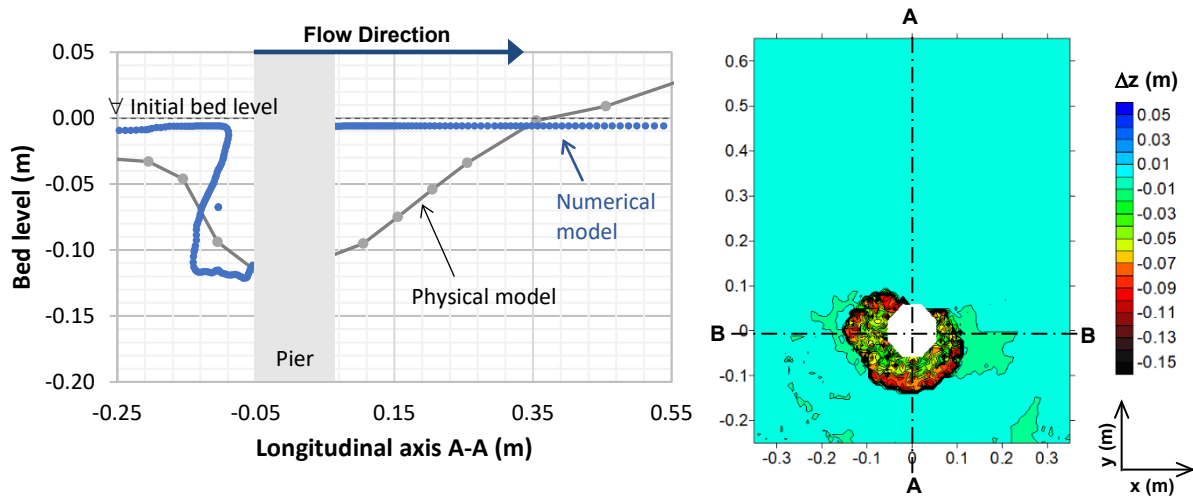 Flow Direction
0.05
0.00
-0.05
-0.10
-0.15
-0.20
Bed level (m)
Initial bed level
Numerical
model
Physical model
Pier
-0.25
-0.05
0.15
0.35
0.55
Longitudinal axis A-A (m)
A
0.6
0.5
0.4
0.3
0.2
0.1
0
-0.1
-0.2
B
B
-0.3
-0.2
-0.1
0
0.1
0.2
0.3
A
Δz (m)
0.05
0.03
0.01
-0.01
-0.03
-0.05
-0.07
-0.09
-0.11
-0.13
-0.15
y (m)
x (m)